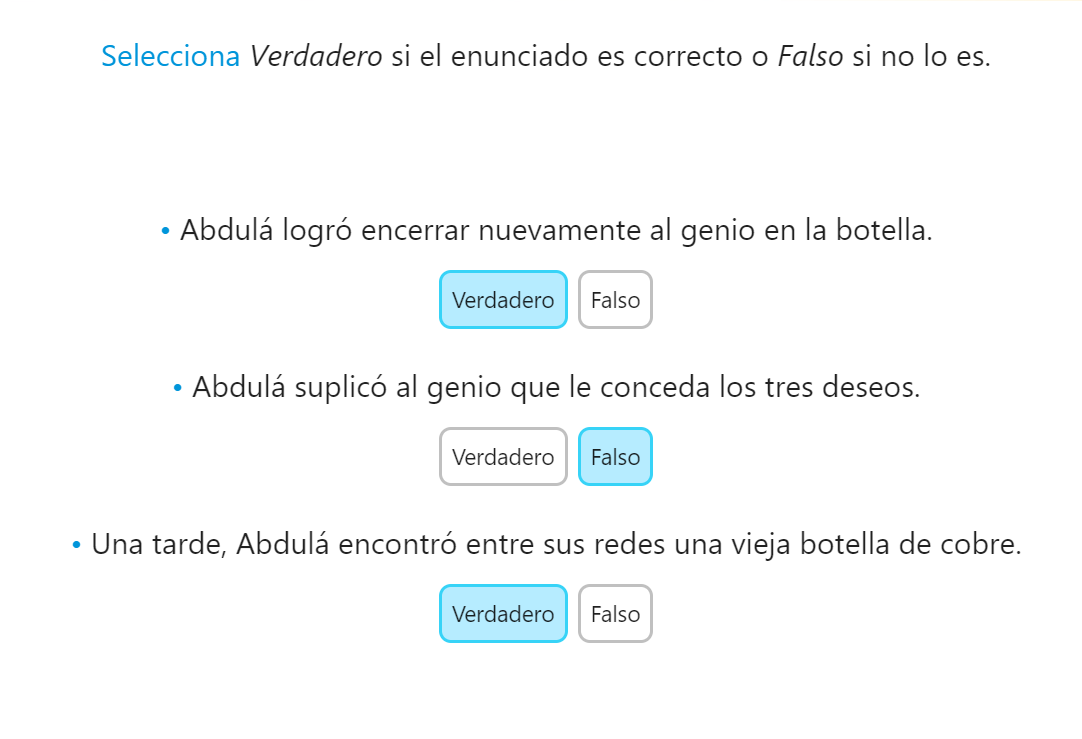 Selecciona Verdadero si el enunciado es correcto o Falso si no lo es.
• Abdulá logró encerrar nuevamente al genio en la botella.
Verdadero Falso
• Abdulá suplicó al genio que le conceda los tres deseos.
Verdadero Falso
• Una tarde, Abdulá encontró entre sus redes una vieja botella de cobre.
Verdadero Falso